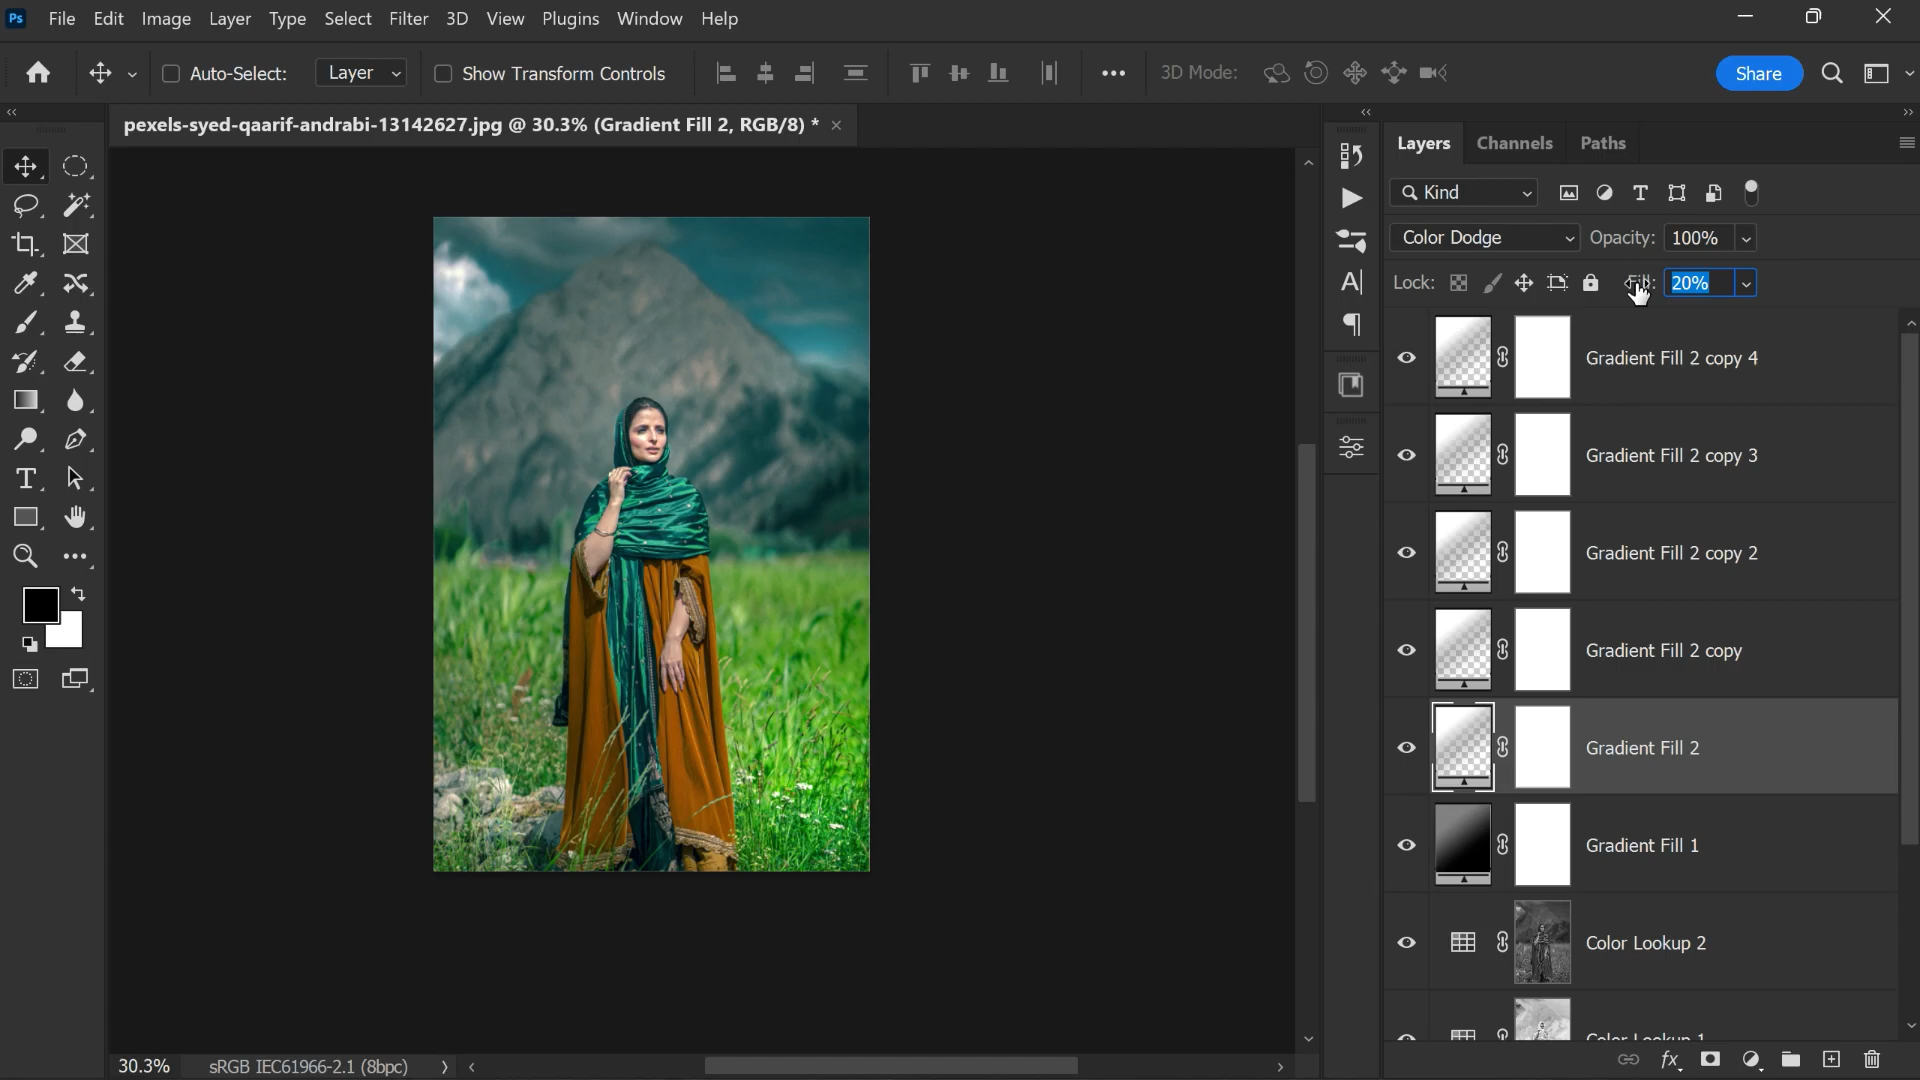 Ps File Edit Image Layer Type Select Filter 3D View Plugins Window Help
Auto-Select: Layer Show Transform Controls 3D Mode: Share
pexels-syed-qaarif-andrabi-13142627.jpg @ 30.3% (Gradient Fill 2, RGB/8) *
Layers Channels Paths
Kind
Color Dodge Opacity: 100%
Lock: Fill: 20%
Gradient Fill 2 copy 4
Gradient Fill 2 copy 3
Gradient Fill 2 copy 2
Gradient Fill 2 copy
Gradient Fill 2
Gradient Fill 1
Color Lookup 2
Color Lookup 1
30.3% sRGB IEC61966-2.1 (8bpc)